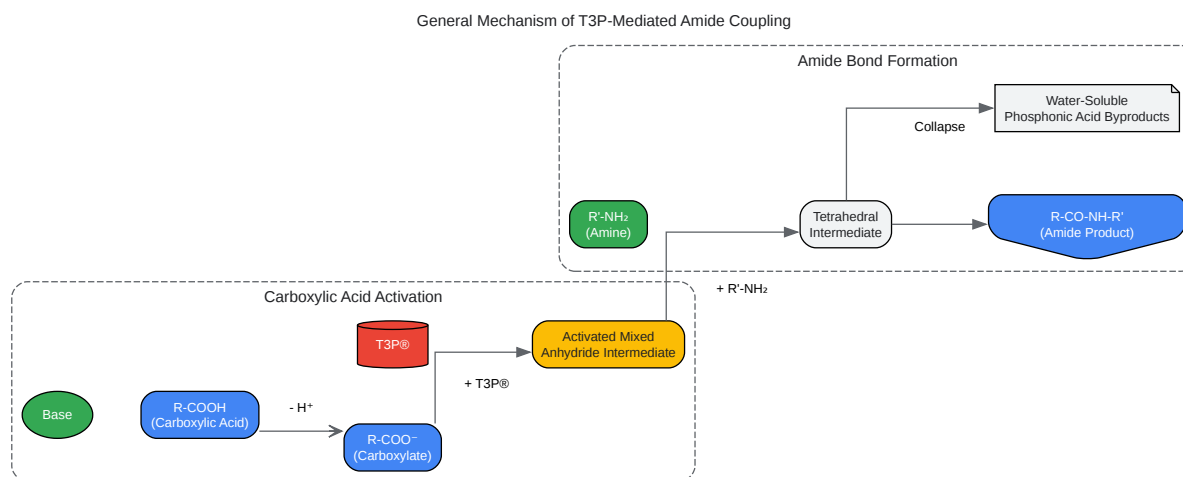 General Mechanism of T3P-Mediated Amide Coupling
Amide Bond Formation
Water-Soluble
Phosphonic Acid Byproducts
Collapse
R'-NH₂
(Amine)
Tetrahedral
Intermediate
R-CO-NH-R'
(Amide Product)
+ R'-NH₂
Carboxylic Acid Activation
T3P®
Activated Mixed
Anhydride Intermediate
+ T3P®
Base
R-COOH
(Carboxylic Acid)
- H⁺
R-COO⁻
(Carboxylate)